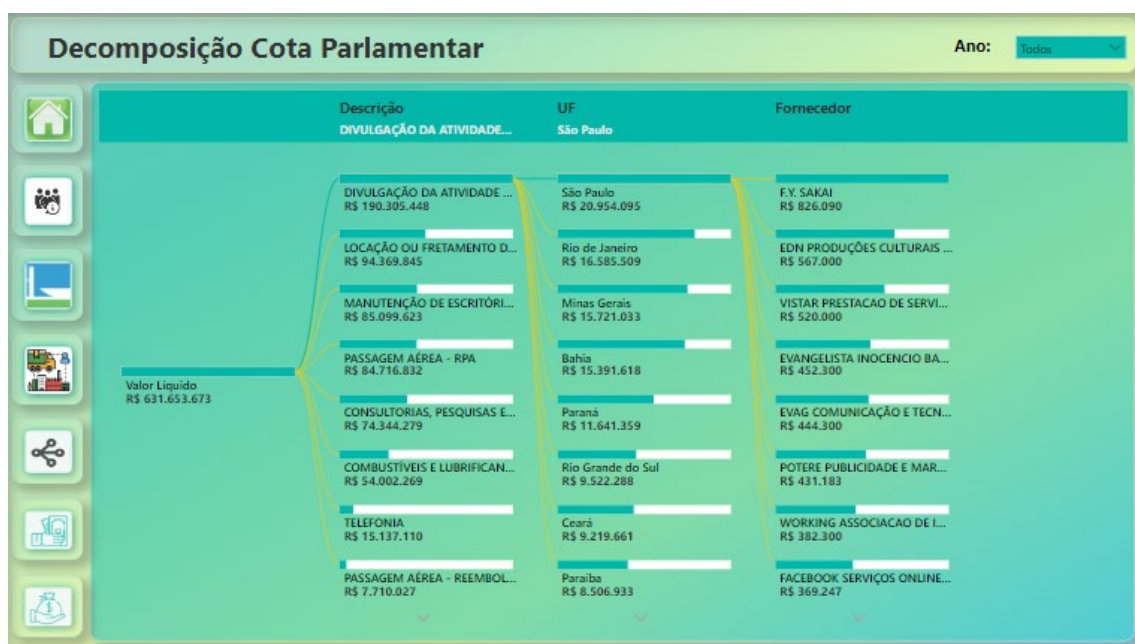 Decomposição Cota Parlamentar
Ano:
Todos
Descrição
DIVULGAÇÃO DA ATIVIDADE...
UF
São Paulo
Fornecedor
Valor Liquido
R$ 631.653.673
DIVULGAÇÃO DA ATIVIDADE ...
R$ 190.305.448
LOCAÇÃO OU FRETAMENTO D...
R$ 94.369.845
MANUTENÇÃO DE ESCRITÓRI...
R$ 85.099.623
PASSAGEM AÉREA - RPA
R$ 84.716.832
CONSULTORIAS, PESQUISAS E...
R$ 74.344.279
COMBUSTÍVEIS E LUBRIFICAN...
R$ 54.002.269
TELEFONIA
R$ 15.137.110
PASSAGEM AÉREA - REEMBOL...
R$ 7.710.027
São Paulo
R$ 20.954.095
Rio de Janeiro
R$ 16.585.509
Minas Gerais
R$ 15.721.033
Bahia
R$ 15.391.618
Paraná
R$ 11.641.359
Rio Grande do Sul
R$ 9.522.288
Ceará
R$ 9.219.661
Paraíba
R$ 8.506.933
F.Y. SAKAI
R$ 826.090
EDN PRODUÇÕES CULTURAIS ...
R$ 567.000
VISTAR PRESTACAO DE SERVI...
R$ 520.000
EVANGELISTA INOCENCIO BA...
R$ 452.300
EVAG COMUNICAÇÃO E TECN...
R$ 444.300
POTERE PUBLICIDADE E MAR...
R$ 431.183
WORKING ASSOCIACAO DE I...
R$ 382.300
FACEBOOK SERVIÇOS ONLINE...
R$ 369.247